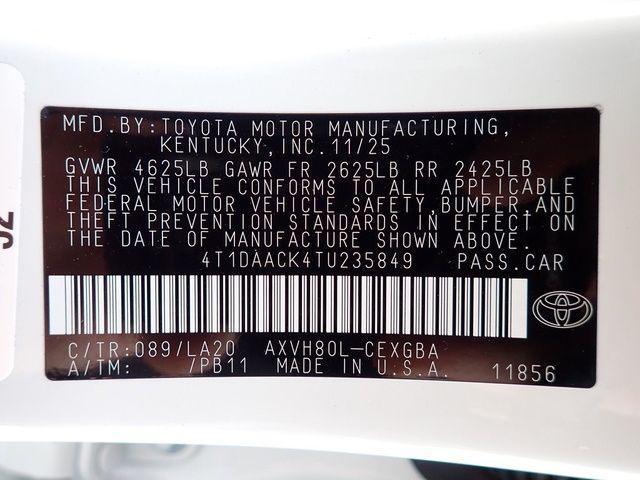 MFD.BY:TOYOTA MOTOR MANUFACTURING,
KENTUCKY,INC.11/25
GVWR 4625LB GAWR FR 2625LB RR 2425LB
THIS VEHICLE CONFORMS TO ALL APPLICABLE
FEDERAL MOTOR VEHICLE SAFETY,BUMPER,AND
THEFT PREVENTION STANDARDS IN EFFECT ON
THE DATE OF MANUFACTURE SHOWN ABOVE.
4T1DAACK4TU235849 PASS.CAR
C/TR:089/LA20 AXVH80L-CEXGBA
A/TM: /PB11 MADE IN U.S.A. 11856